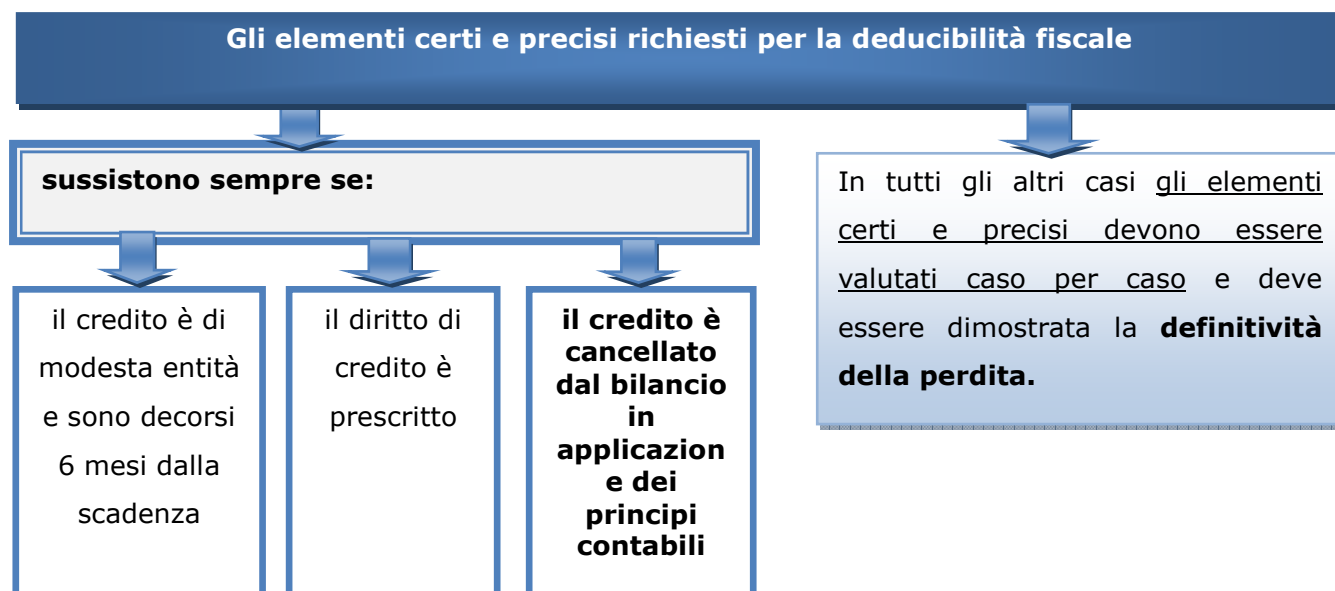 Gli elementi certi e precisi richiesti per la deducibilità fiscale
sussistono sempre se:
il credito è di
modesta entità
e sono decorsi
6 mesi dalla
scadenza
il diritto di
credito è
prescritto
il credito è
cancellato
dal bilancio
in
applicazion
e dei
principi
contabili
In tutti gli altri casi gli elementi
certi e precisi devono essere
valutati caso per caso e deve
essere dimostrata la definitività
della perdita.